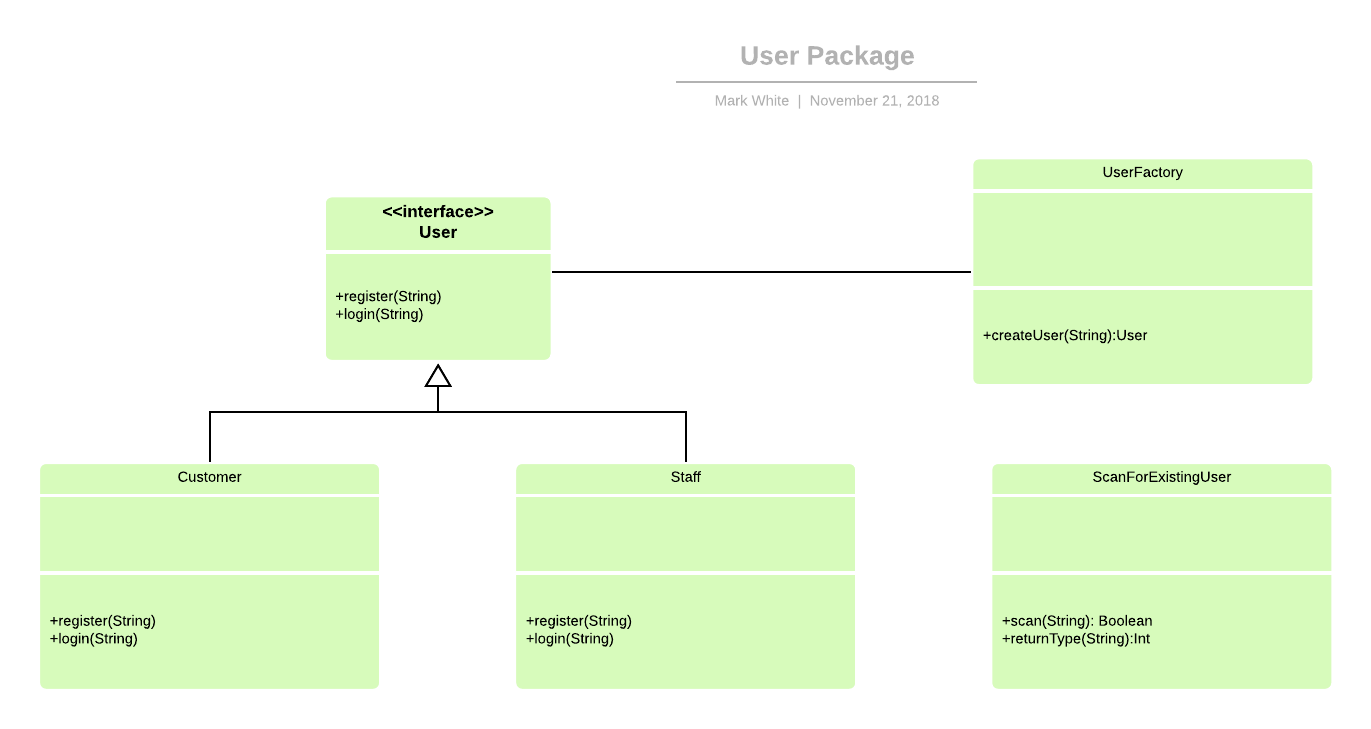 User Package
Mark White | November 21, 2018
UserFactory
<<interface>>
User
+register(String)
+login(String)
+createUser(String):User
Customer
+register(String)
+login(String)
Staff
+register(String)
+login(String)
ScanForExistingUser
+scan(String): Boolean
+returnType(String):Int